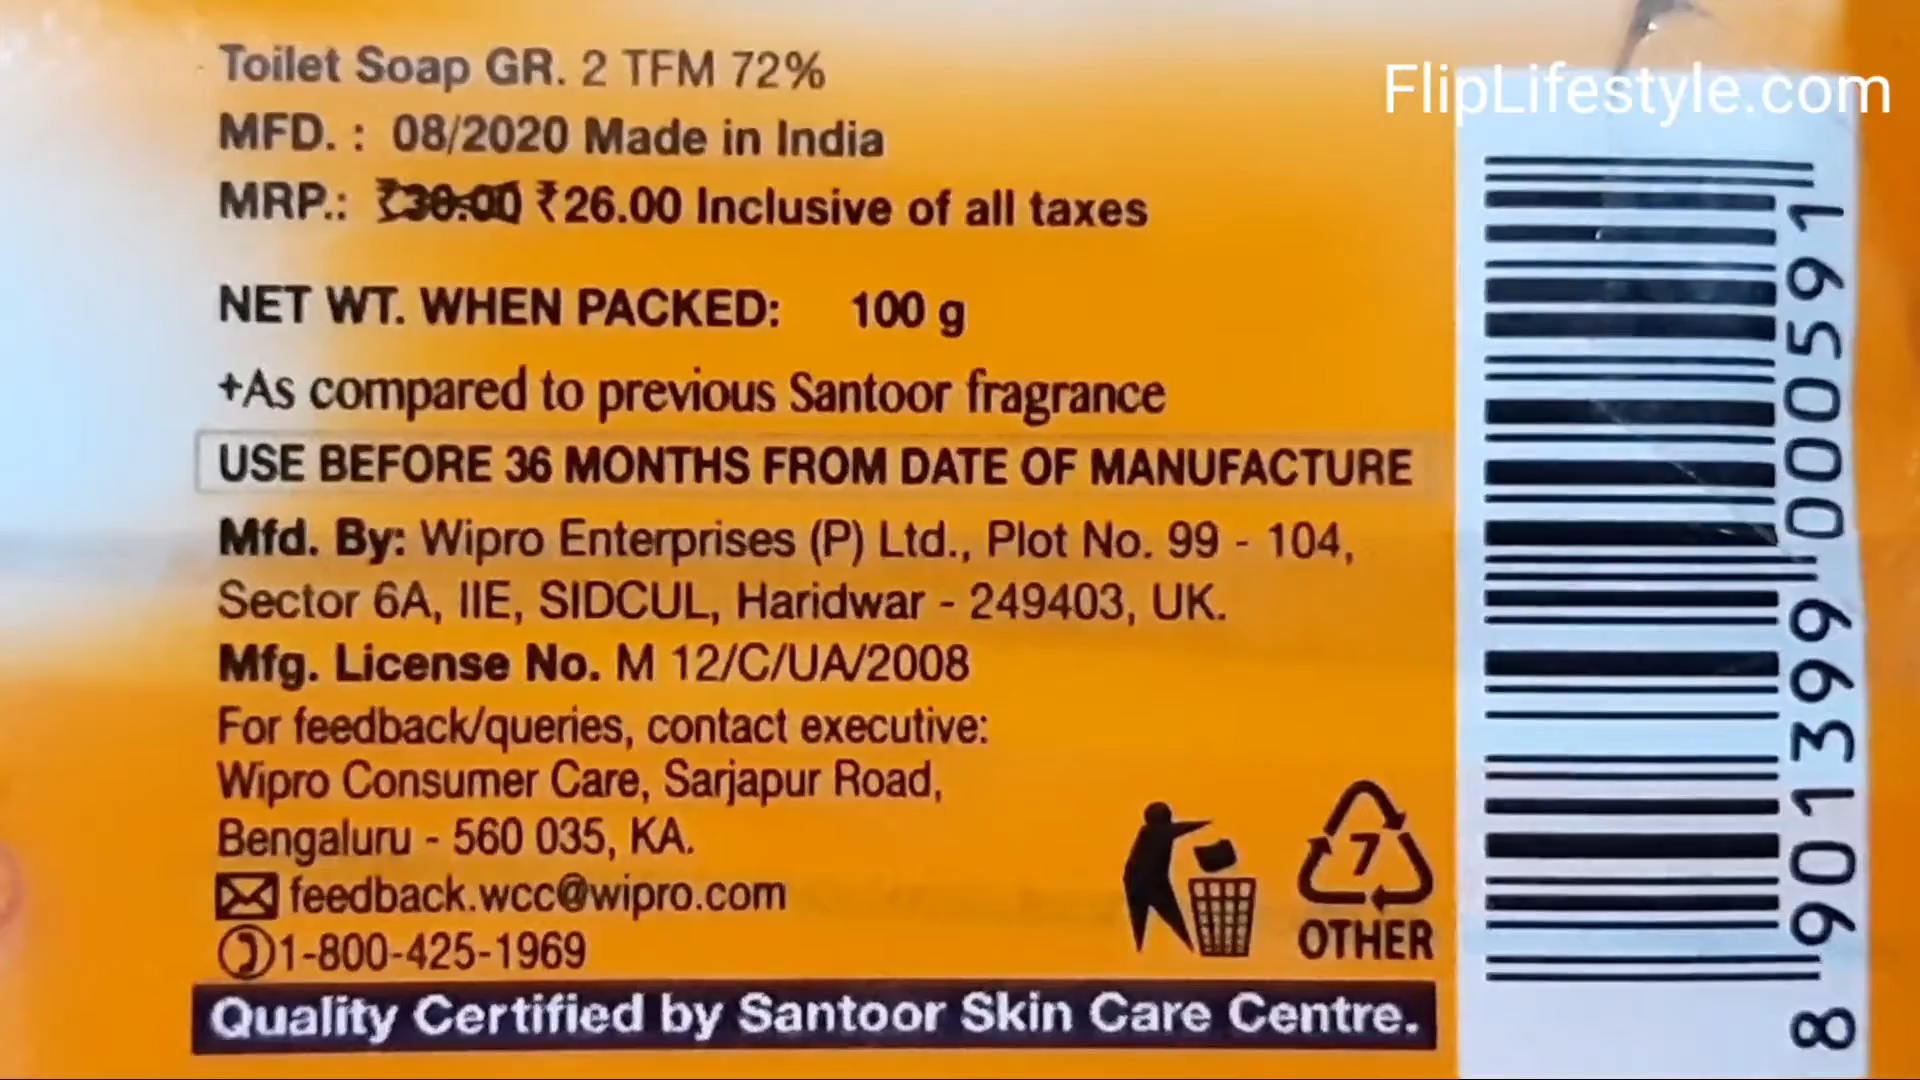 FlipLifestyle.com
Toilet Soap GR. 2 TFM 72%
MFD. : 08/2020 Made in India
MRP.: ₹30.00 ₹26.00 Inclusive of all taxes
NET WT. WHEN PACKED: 100 g
+As compared to previous Santoor fragrance
USE BEFORE 36 MONTHS FROM DATE OF MANUFACTURE
Mfd. By: Wipro Enterprises (P) Ltd., Plot No. 99 - 104,
Sector 6A, IIE, SIDCUL, Haridwar - 249403, UK.
Mfg. License No. M 12/C/UA/2008
For feedback/queries, contact executive:
Wipro Consumer Care, Sarjapur Road,
Bengaluru - 560 035, KA.
feedback.wcc@wipro.com
1-800-425-1969
7
OTHER
Quality Certified by Santoor Skin Care Centre.
8 901399 000591